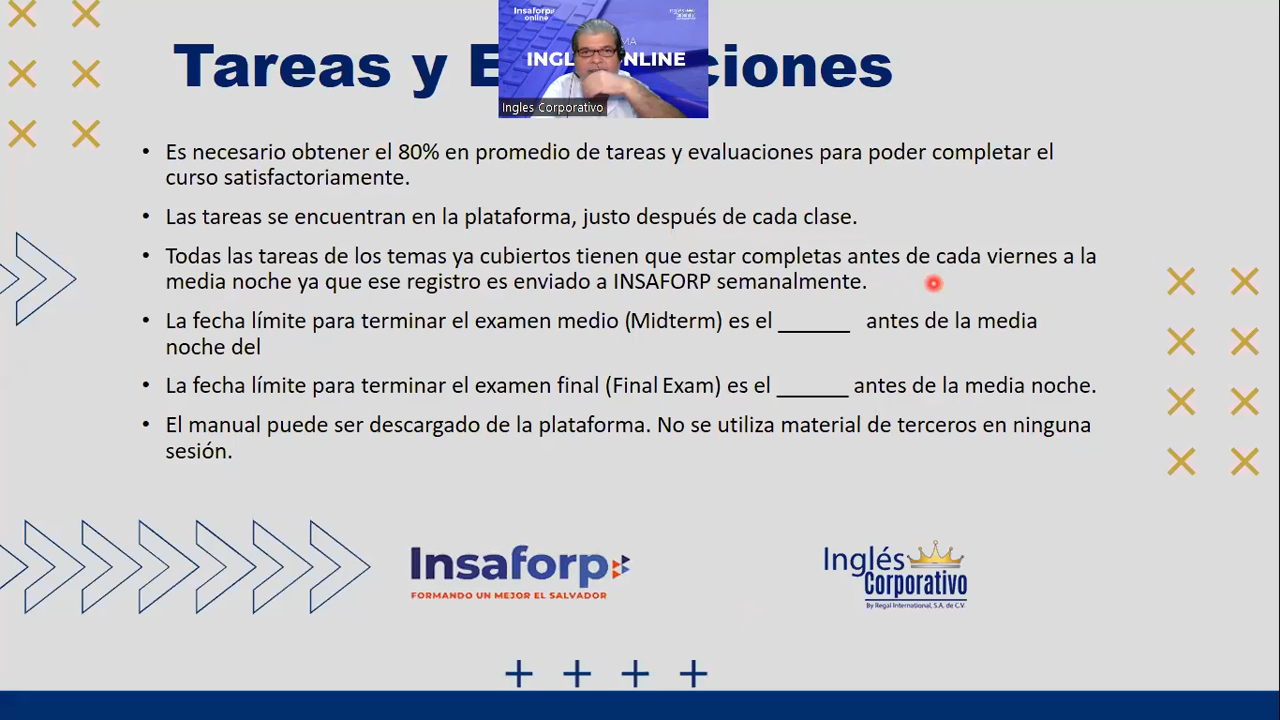 Insaforp
online
INGL
NLINE
Ingles Corporativo
Tareas y E
ciones
• Es necesario obtener el 80% en promedio de tareas y evaluaciones para poder completar el
curso satisfactoriamente.
• Las tareas se encuentran en la plataforma, justo después de cada clase.
• Todas las tareas de los temas ya cubiertos tienen que estar completas antes de cada viernes a la
media noche ya que ese registro es enviado a INSAFORP semanalmente.
• La fecha límite para terminar el examen medio (Midterm) es el ______ antes de la media
noche del
• La fecha límite para terminar el examen final (Final Exam) es el ______ antes de la media noche.
• El manual puede ser descargado de la plataforma. No se utiliza material de terceros en ninguna
sesión.
Insaforp
FORMANDO UN MEJOR EL SALVADOR
Inglés
Corporativo
By Regal International, S.A. de C.V.